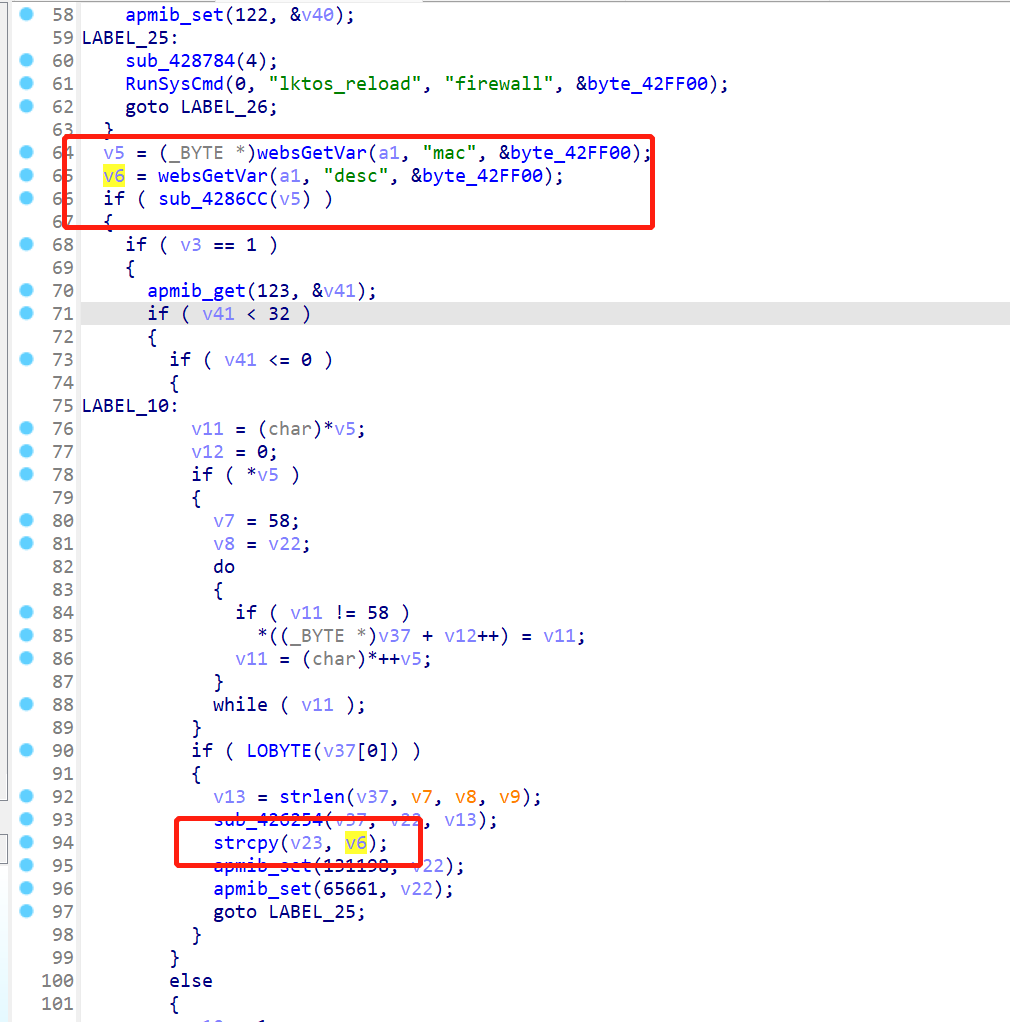 58 apmib_set(122, &v40);
59 LABEL_25:
60 sub_428784(4);
61 RunSysCmd(0, "lktos_reload", "firewall", &byte_42FF00);
62 goto LABEL_26;
63 }
64 v5 = (_BYTE *)websGetVar(a1, "mac", &byte_42FF00);
65 v6 = websGetVar(a1, "desc", &byte_42FF00);
66 if ( sub_4286CC(v5) )
67 {
68 if ( v3 == 1 )
69 {
70 apmib_get(123, &v41);
71 if ( v41 < 32 )
72 {
73 if ( v41 <= 0 )
74 {
75 LABEL_10:
76 v11 = (char)*v5;
77 v12 = 0;
78 if ( *v5 )
79 {
80 v7 = 58;
81 v8 = v22;
82 do
83 {
84 if ( v11 != 58 )
85 *((_BYTE *)v37 + v12++) = v11;
86 v11 = (char)*++v5;
87 }
88 while ( v11 );
89 }
90 if ( LOBYTE(v37[0]) )
91 {
92 v13 = strlen(v37, v7, v8, v9);
93 sub_426254(v37, v22, v13);
94 strcpy(v23, v6);
95 apmib_set(131198, v22);
96 apmib_set(65661, v22);
97 goto LABEL_25;
98 }
99 }
100 else
101 {